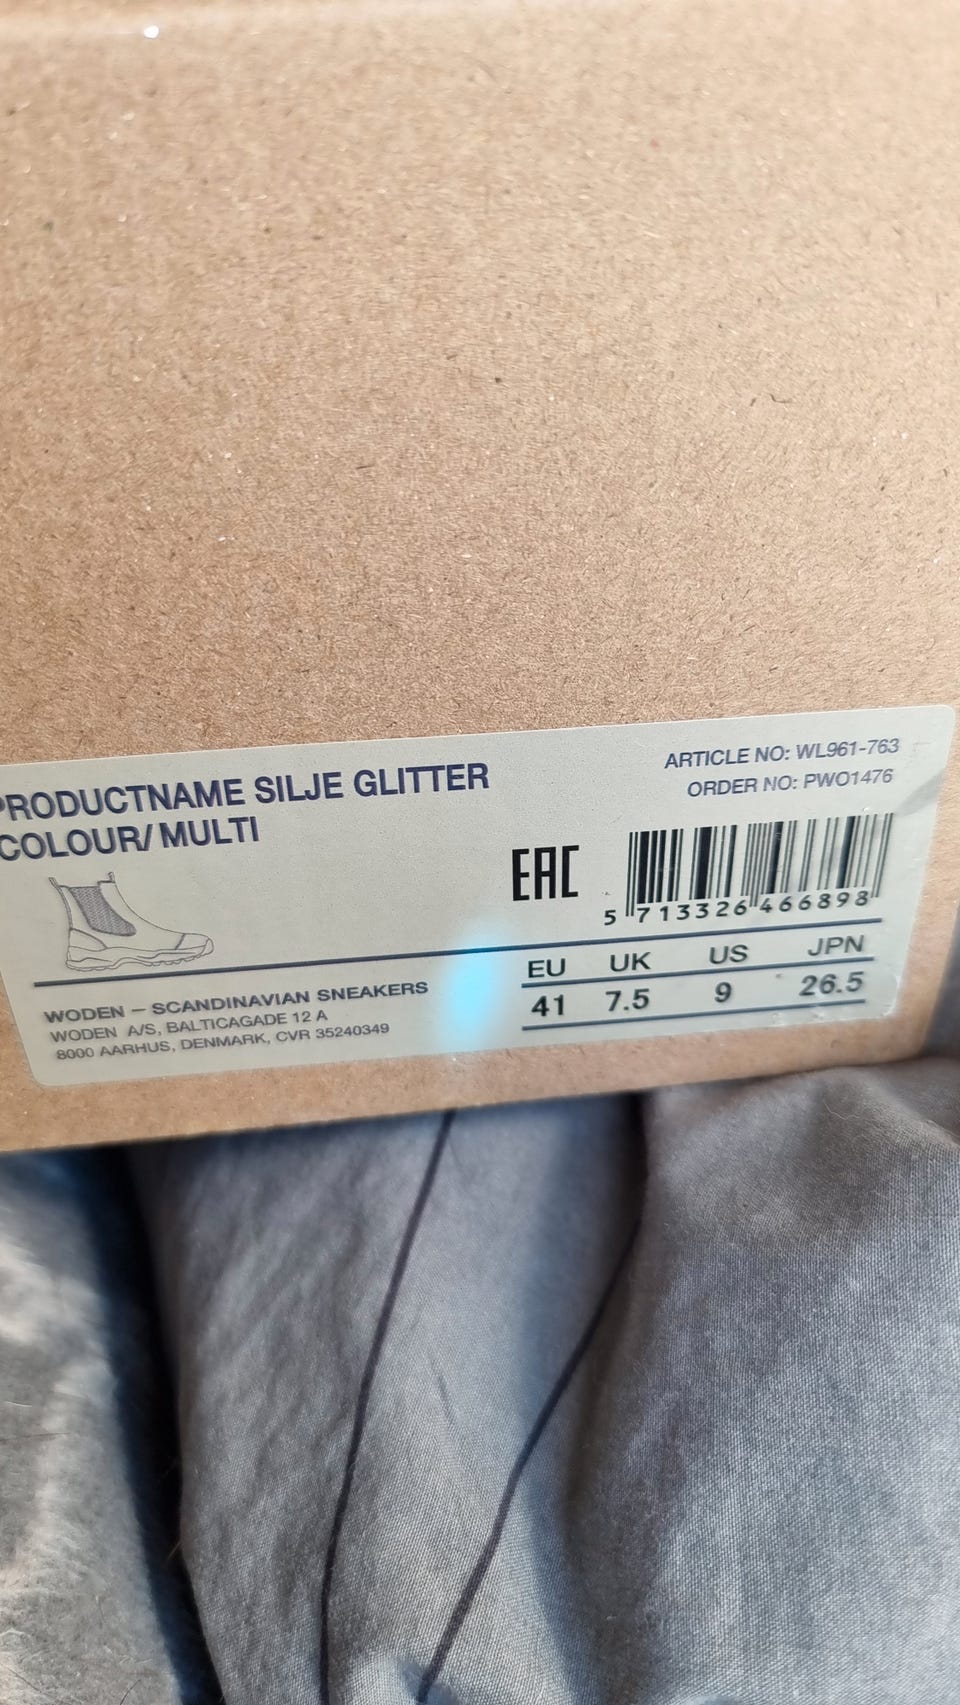 PRODUCTNAME SILJE GLITTER
COLOUR/ MULTI
ARTICLE NO: WL961-763
ORDER NO: PWO1476
EAC
5 713326 466898
EU UK US JPN
41 7.5 9 26.5
WODEN – SCANDINAVIAN SNEAKERS
WODEN A/S, BALTICAGADE 12 A
8000 AARHUS, DENMARK, CVR 35240349